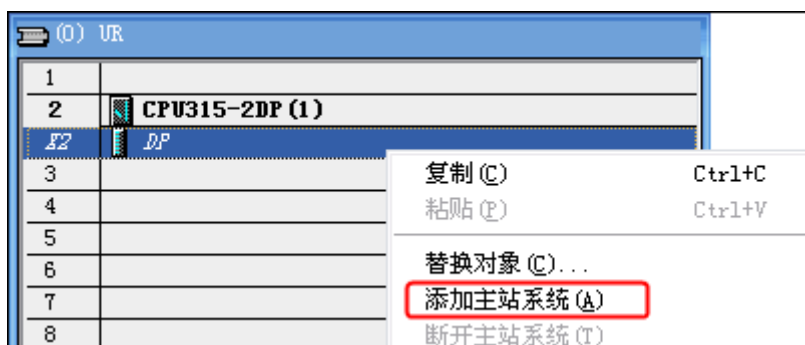 (0) UR
1
2 CPU315-2DP(1)
X2 DP
3
4
5
6
7
8
复制(C) Ctrl+C
粘贴(P) Ctrl+V
替换对象(C)...
添加主站系统(A)
断开主站系统(T)